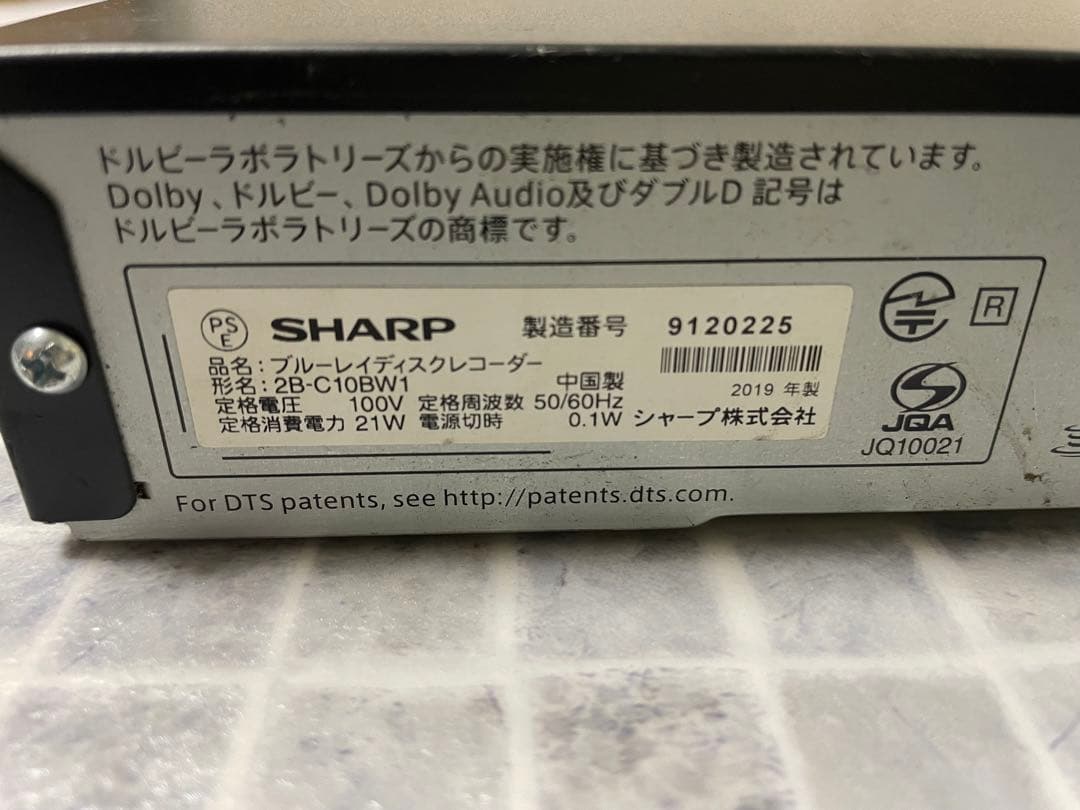 ドルビーラボラトリーズからの実施権に基づき製造されています。
Dolby、ドルビー、Dolby Audio及びダブルD 記号は
ドルビーラボラトリーズの商標です。
PSE SHARP 製造番号 9120225
品名：ブルーレイディスクレコーダー
形名：2B-C10BW1 中国製 2019 年製
定格電圧 100V 定格周波数 50/60Hz
定格消費電力 21W 電源切時 0.1W シャープ株式会社
R
JQA
JQ10021
For DTS patents, see http://patents.dts.com.